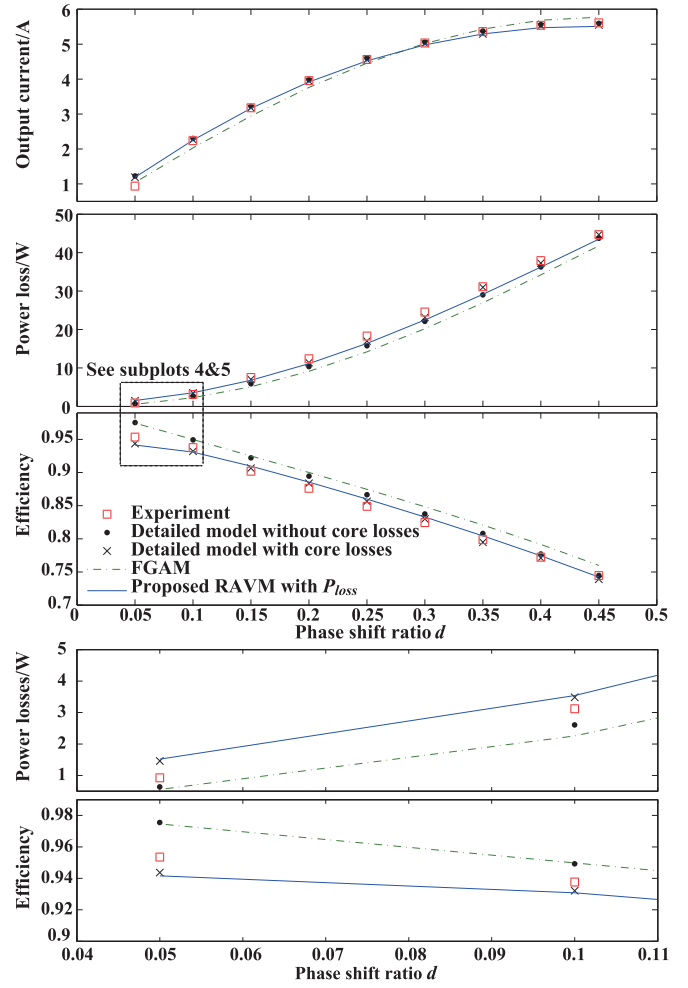 Output current/A
6
5
4
3
2
1
Power loss/W
50
40
30
20
10
0
See subplots 4&5
Efficiency
0.95
0.9
0.85
0.8
0.75
0.7
Experiment
Detailed model without core losses
Detailed model with core losses
FGAM
Proposed RAVM with P_loss
0 0.05 0.1 0.15 0.2 0.25 0.3 0.35 0.4 0.45 0.5
Phase shift ratio d
Power losses/W
5
4
3
2
1
Efficiency
0.98
0.96
0.94
0.92
0.9
0.04 0.05 0.06 0.07 0.08 0.09 0.1 0.11
Phase shift ratio d